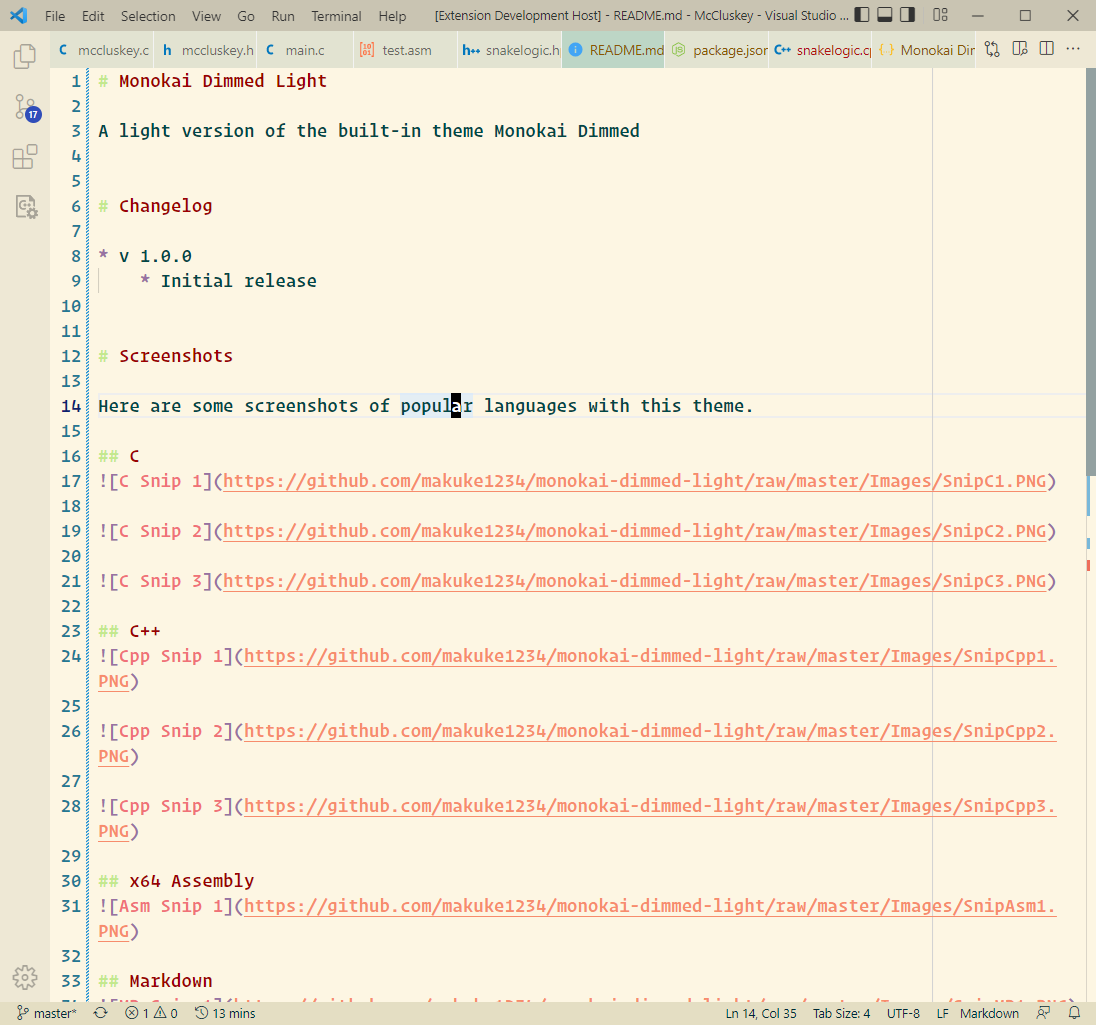 File Edit Selection View Go Run Terminal Help [Extension Development Host] - README.md - McCluskey - Visual Studio ...
mccluskey.c mccluskey.h main.c test.asm snakelogic.h README.md package.json snakelogic.cp Monokai Dir
17
1 # Monokai Dimmed Light
2
3 A light version of the built-in theme Monokai Dimmed
4
5
6 # Changelog
7
8 * v 1.0.0
9 * Initial release
10
11
12 # Screenshots
13
14 Here are some screenshots of popular languages with this theme.
15
16 ## C
17 ![C Snip 1](https://github.com/makuke1234/monokai-dimmed-light/raw/master/Images/SnipC1.PNG)
18
19 ![C Snip 2](https://github.com/makuke1234/monokai-dimmed-light/raw/master/Images/SnipC2.PNG)
20
21 ![C Snip 3](https://github.com/makuke1234/monokai-dimmed-light/raw/master/Images/SnipC3.PNG)
22
23 ## C++
24 ![Cpp Snip 1](https://github.com/makuke1234/monokai-dimmed-light/raw/master/Images/SnipCpp1.
PNG)
25
26 ![Cpp Snip 2](https://github.com/makuke1234/monokai-dimmed-light/raw/master/Images/SnipCpp2.
PNG)
27
28 ![Cpp Snip 3](https://github.com/makuke1234/monokai-dimmed-light/raw/master/Images/SnipCpp3.
PNG)
29
30 ## x64 Assembly
31 ![Asm Snip 1](https://github.com/makuke1234/monokai-dimmed-light/raw/master/Images/SnipAsm1.
PNG)
32
33 ## Markdown
master* 1 0 13 mins Ln 14, Col 35 Tab Size: 4 UTF-8 LF Markdown